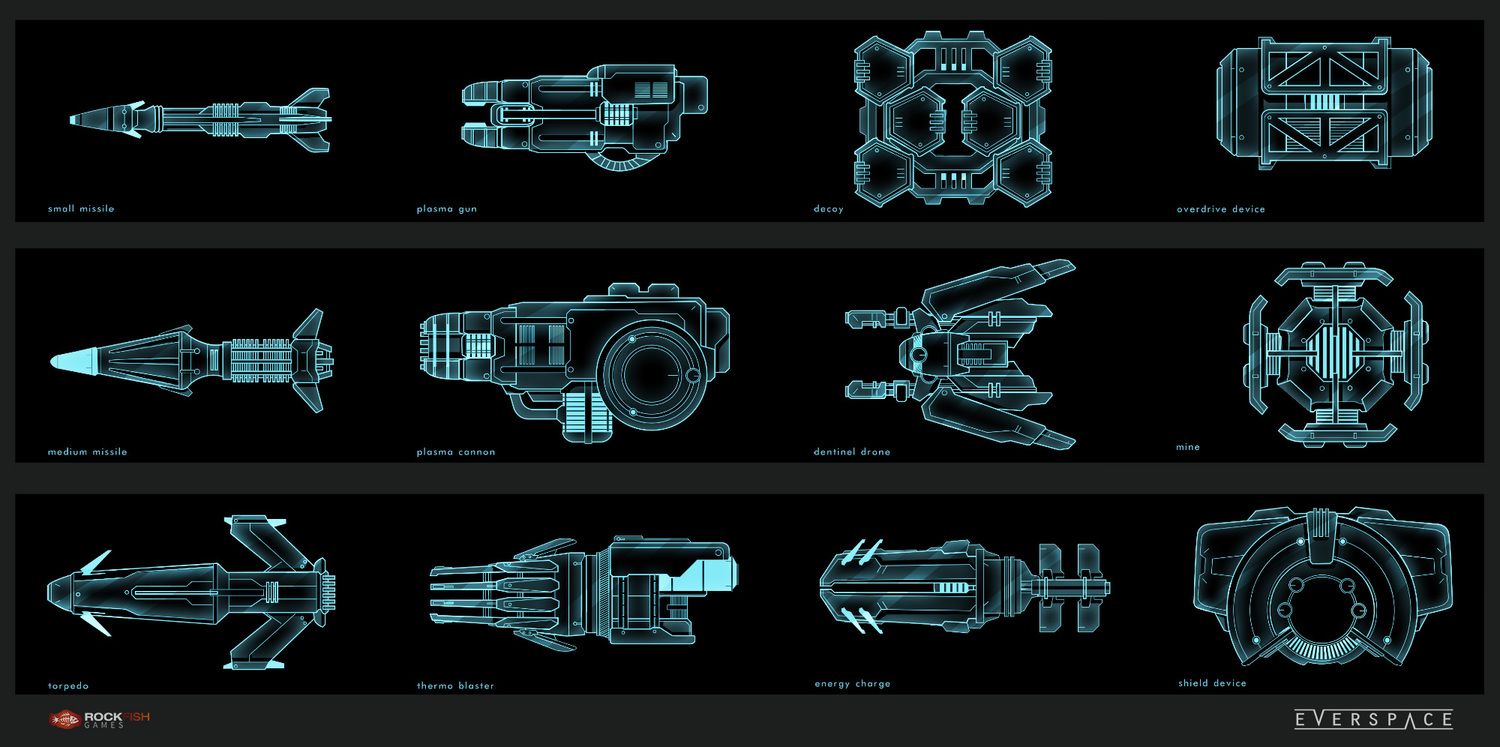 small missile
plasma gun
decoy
overdrive device
medium missile
plasma cannon
dentinel drone
mine
torpedo
thermo blaster
energy charge
shield device
ROCKFISH
GAMES
EVERSPACE